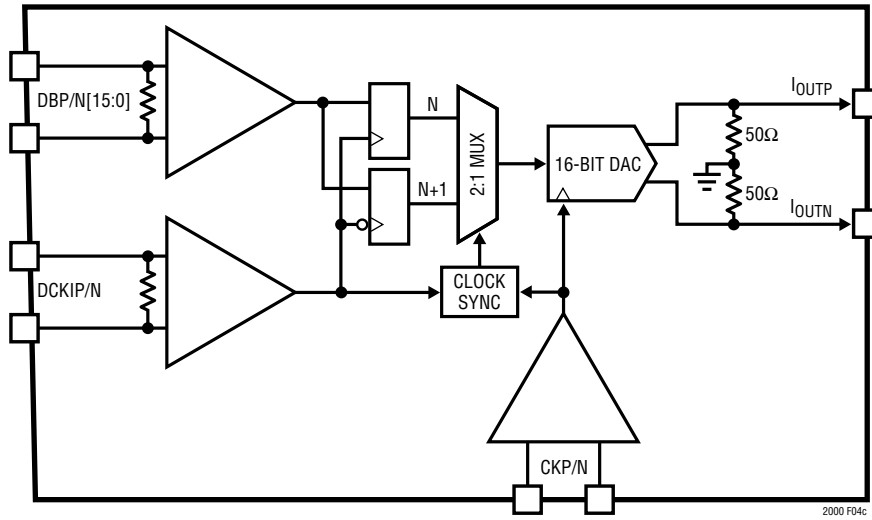 DBP/N[15:0]
DCKIP/N
N
N+1
2:1 MUX
CLOCK
SYNC
16-BIT DAC
IOUTP
50Ω
50Ω
IOUTN
CKP/N
2000 F04c